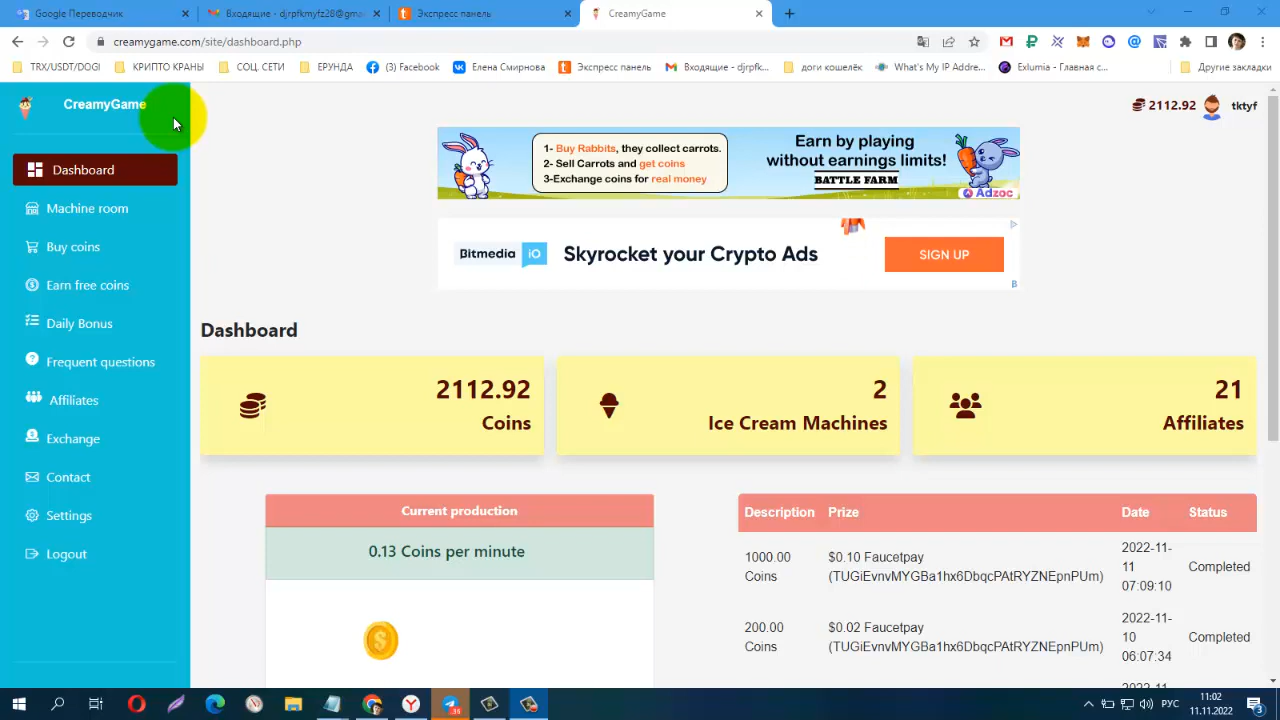 Google Переводчик
Входящие - djrpfkmyfz28@gmai
Экспресс панель
CreamyGame
creamygame.com/site/dashboard.php
TRX/USDT/DOGI
КРИПТО КРАНЫ
СОЦ. СЕТИ
ЕРУНДА
(3) Facebook
Елена Смирнова
Экспресс панель
Входящие - djrpfk...
доги кошелёк
What's My IP Addre...
Exlumia - Главная с...
Другие закладки
CreamyGame
2112.92
tktyf
1- Buy Rabbits, they collect carrots.
2- Sell Carrots and get coins
3-Exchange coins for real money
Earn by playing
without earnings limits!
BATTLE FARM
Adzoc
Bitmedia iO
Skyrocket your Crypto Ads
SIGN UP
B
Dashboard
Machine room
Buy coins
Earn free coins
Daily Bonus
Frequent questions
Affiliates
Exchange
Contact
Settings
Logout
Dashboard
2112.92
Coins
2
Ice Cream Machines
21
Affiliates
Current production
0.13 Coins per minute
Description Prize Date Status
1000.00 Coins $0.10 Faucetpay (TUGiEvnvMYGBa1hx6DbqcPAtRYZNEpnPUm) 2022-11-11 07:09:10 Completed
200.00 Coins $0.02 Faucetpay (TUGiEvnvMYGBa1hx6DbqcPAtRYZNEpnPUm) 2022-11-10 06:07:34 Completed
РУС
11:02
11.11.2022